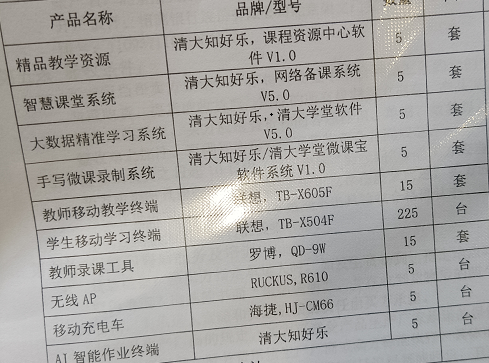 产品名称 品牌/型号
精品教学资源 清大知好乐, 课程资源中心软 5 套
件 V1.0
智慧课堂系统 清大知好乐, 网络备课系统 5 套
V5.0
大数据精准学习系统 清大知好乐, 清大学堂软件 5 套
V5.0
手写微课录制系统 清大知好乐/清大学堂微课宝 5 套
软件系统 V1.0
教师移动教学终端 联想, TB-X605F 15 套
学生移动学习终端 联想, TB-X504F 225 台
教师录课工具 罗博, QD-9W 15 套
无线 AP RUCKUS,R610 5 台
移动充电车 海捷,HJ-CM66 5 台
AI 智能作业终端 清大知好乐 5 台